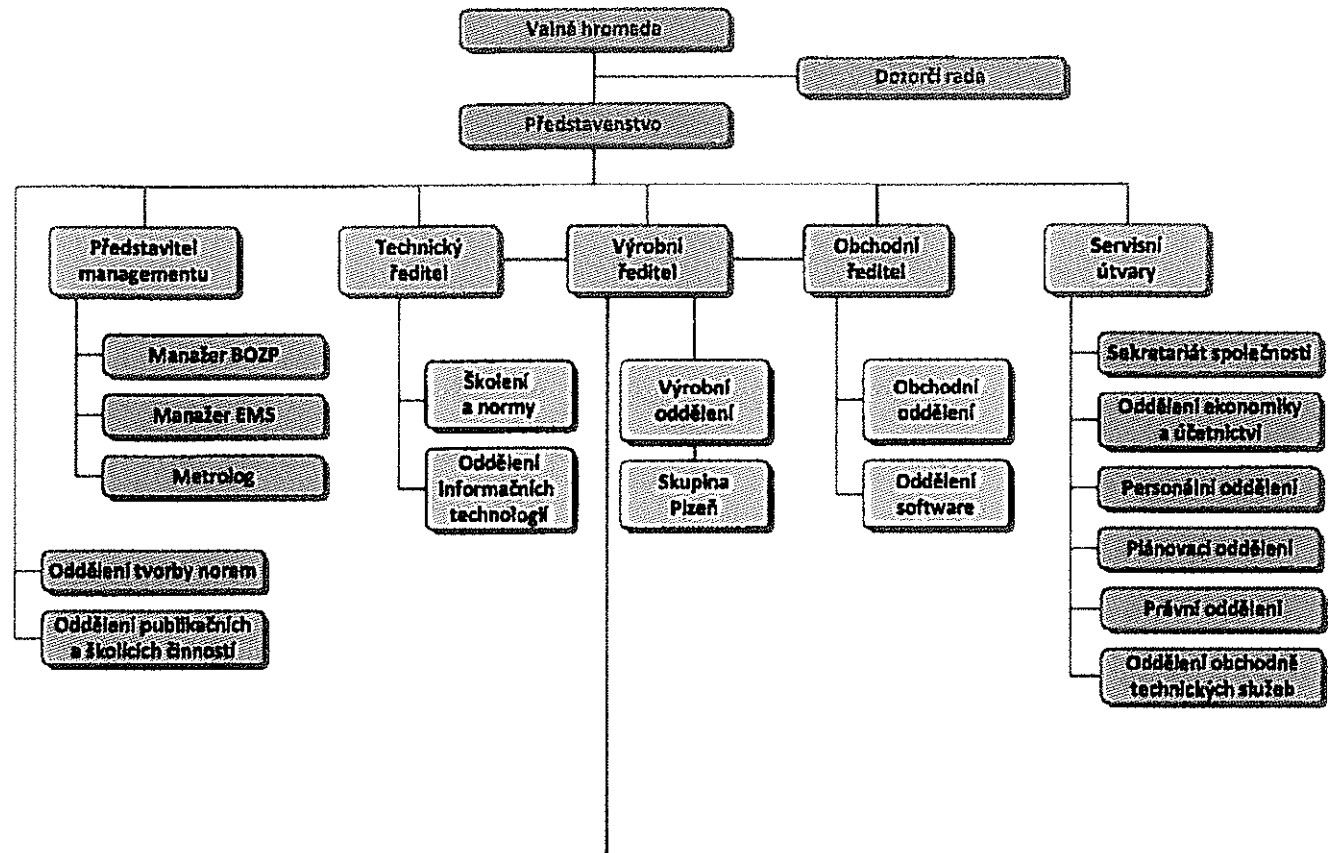 Valná hromada
Dozorčí rada
Představenstvo
Představitel
managementu
Technický
ředitel
Výrobní
ředitel
Obchodní
ředitel
Servisní
útvary
Manažer BOZP
Manažer EMS
Metrolog
Školení
a normy
Oddělení
informačních
technologií
Výrobní
oddělení
Skupina
Plzeň
Obchodní
oddělení
Oddělení
software
Sekretariát společnosti
Oddělení ekonomiky
a účetnictví
Personální oddělení
Plánovací oddělení
Právní oddělení
Oddělení obchodně
technických služeb
Oddělení tvorby norem
Oddělení publikačních
a školících činností